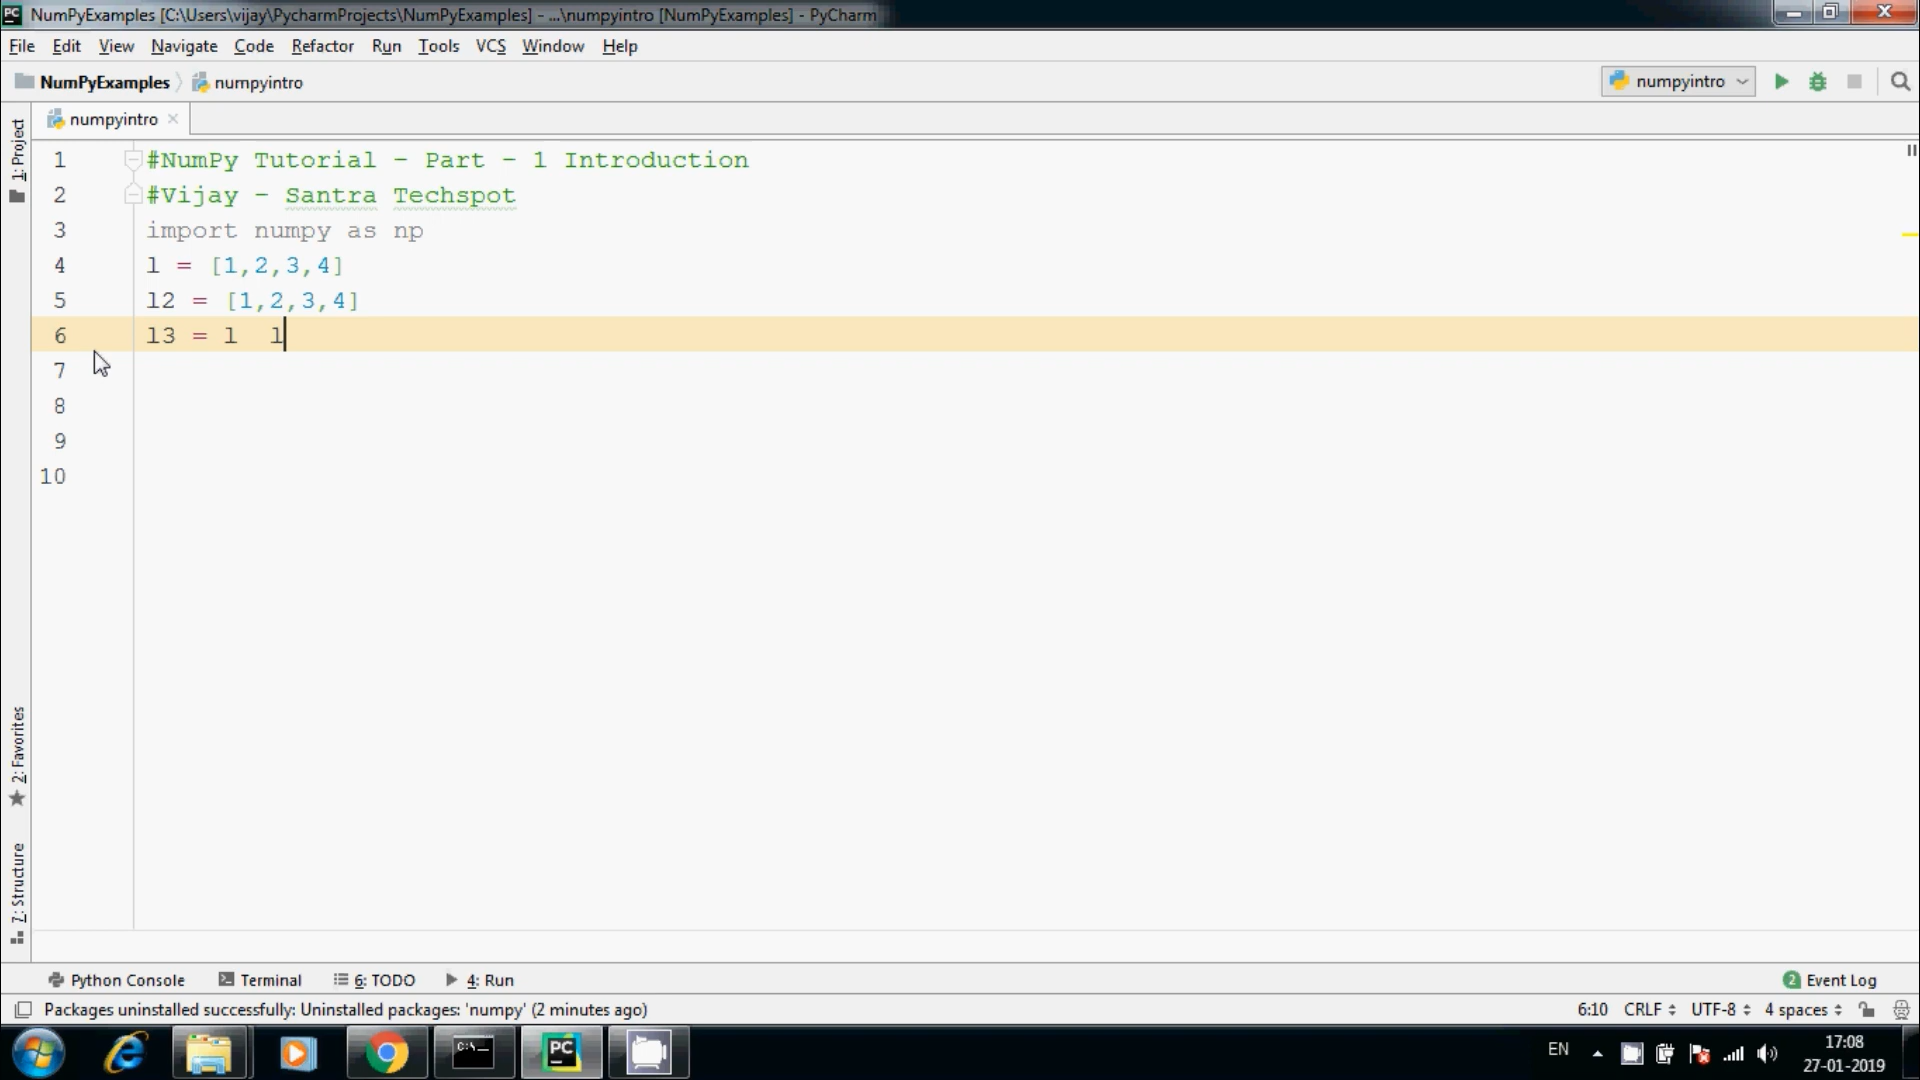 NumPyExamples [C:\Users\vijay\PycharmProjects\NumPyExamples] - ...\numpyintro [NumPyExamples] - PyCharm
File Edit View Navigate Code Refactor Run Tools VCS Window Help
NumPyExamples numpyintro numpyintro
numpyintro
1: Project
1 #NumPy Tutorial - Part - 1 Introduction
2 #Vijay - Santra Techspot
3 import numpy as np
4 l = [1,2,3,4]
5 l2 = [1,2,3,4]
6 l3 = l  l
7
8
9
10
2: Favorites
7: Structure
Python Console Terminal 6: TODO 4: Run 2 Event Log
Packages uninstalled successfully: Uninstalled packages: 'numpy' (2 minutes ago) 6:10 CRLF UTF-8 4 spaces
EN 17:08
27-01-2019